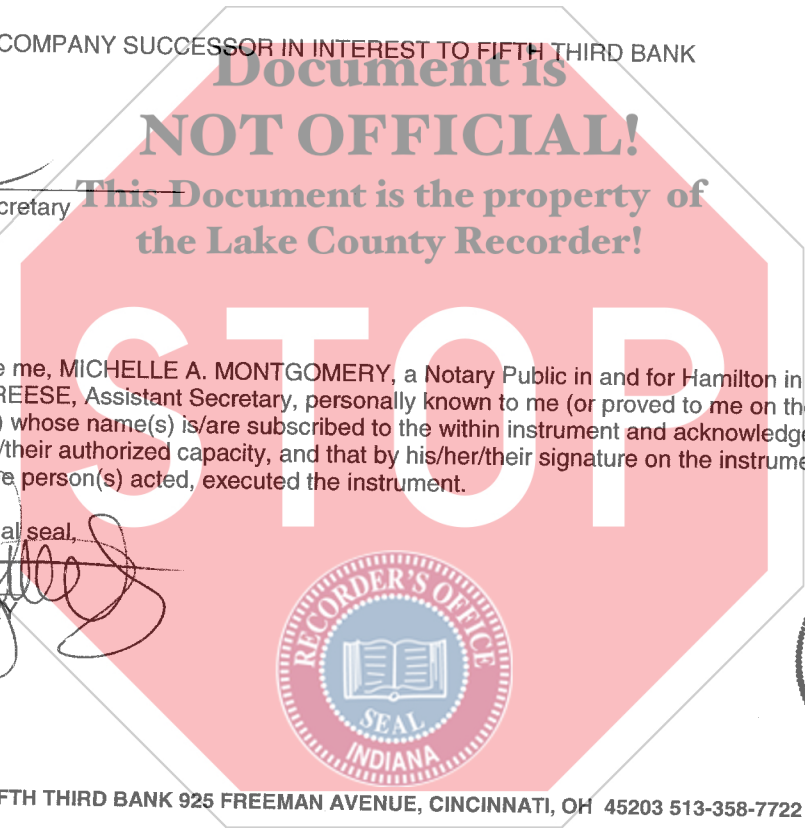 COMPANY SUCCESSOR IN INTEREST TO FIFTH THIRD BANK
Document is
NOT OFFICIAL!
This Document is the property of
the Lake County Recorder!
cretary
STOP
e me, MICHELLE A. MONTGOMERY, a Notary Public in and for Hamilton in
REESE, Assistant Secretary, personally known to me (or proved to me on th
) whose name(s) is/are subscribed to the within instrument and acknowledge
/their authorized capacity, and that by his/her/their signature on the instrume
e person(s) acted, executed the instrument.
al seal,
RECORDER'S OFFICE
SEAL
INDIANA
FTH THIRD BANK 925 FREEMAN AVENUE, CINCINNATI, OH 45203 513-358-7722